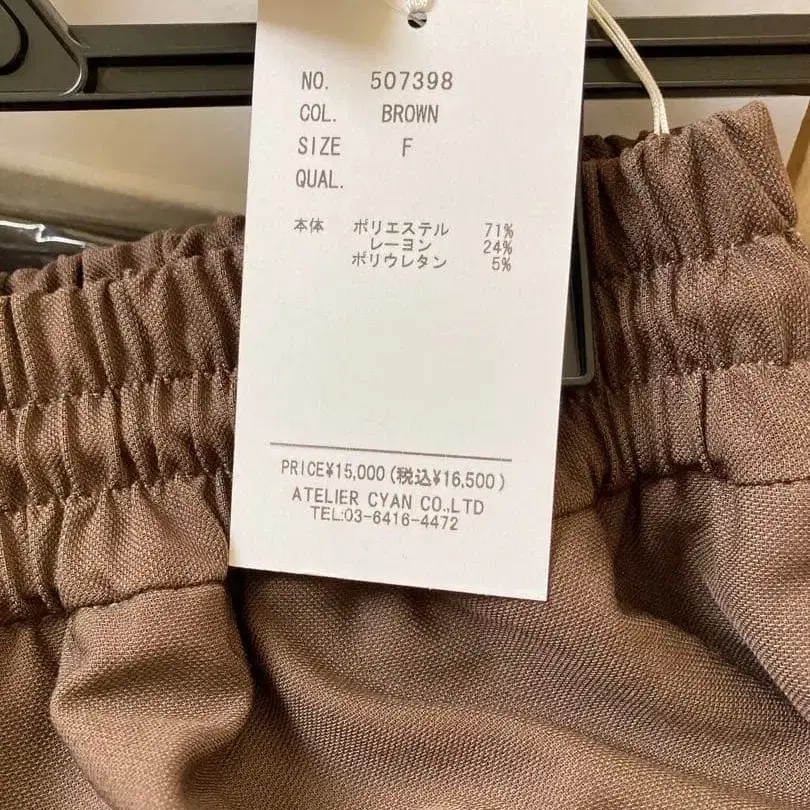 NO. 507398
COL. BROWN
SIZE F
QUAL.
本体 ポリエステル 71%
レーヨン 24%
ポリウレタン 5%
PRICE¥15,000(税込¥16,500)
ATELIER CYAN CO.,LTD
TEL:03-6416-4472